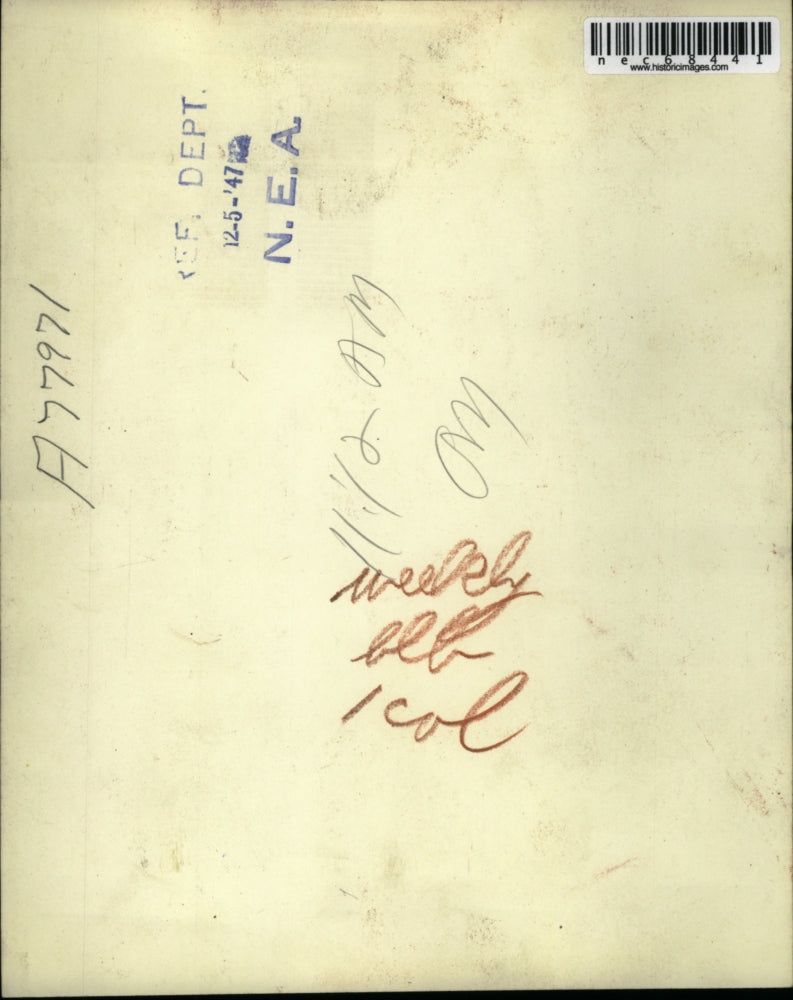 nec68441
www.historicimages.com
REF. DEPT.
12-5-'47
N. E. A.
A77971
weekly
1 col